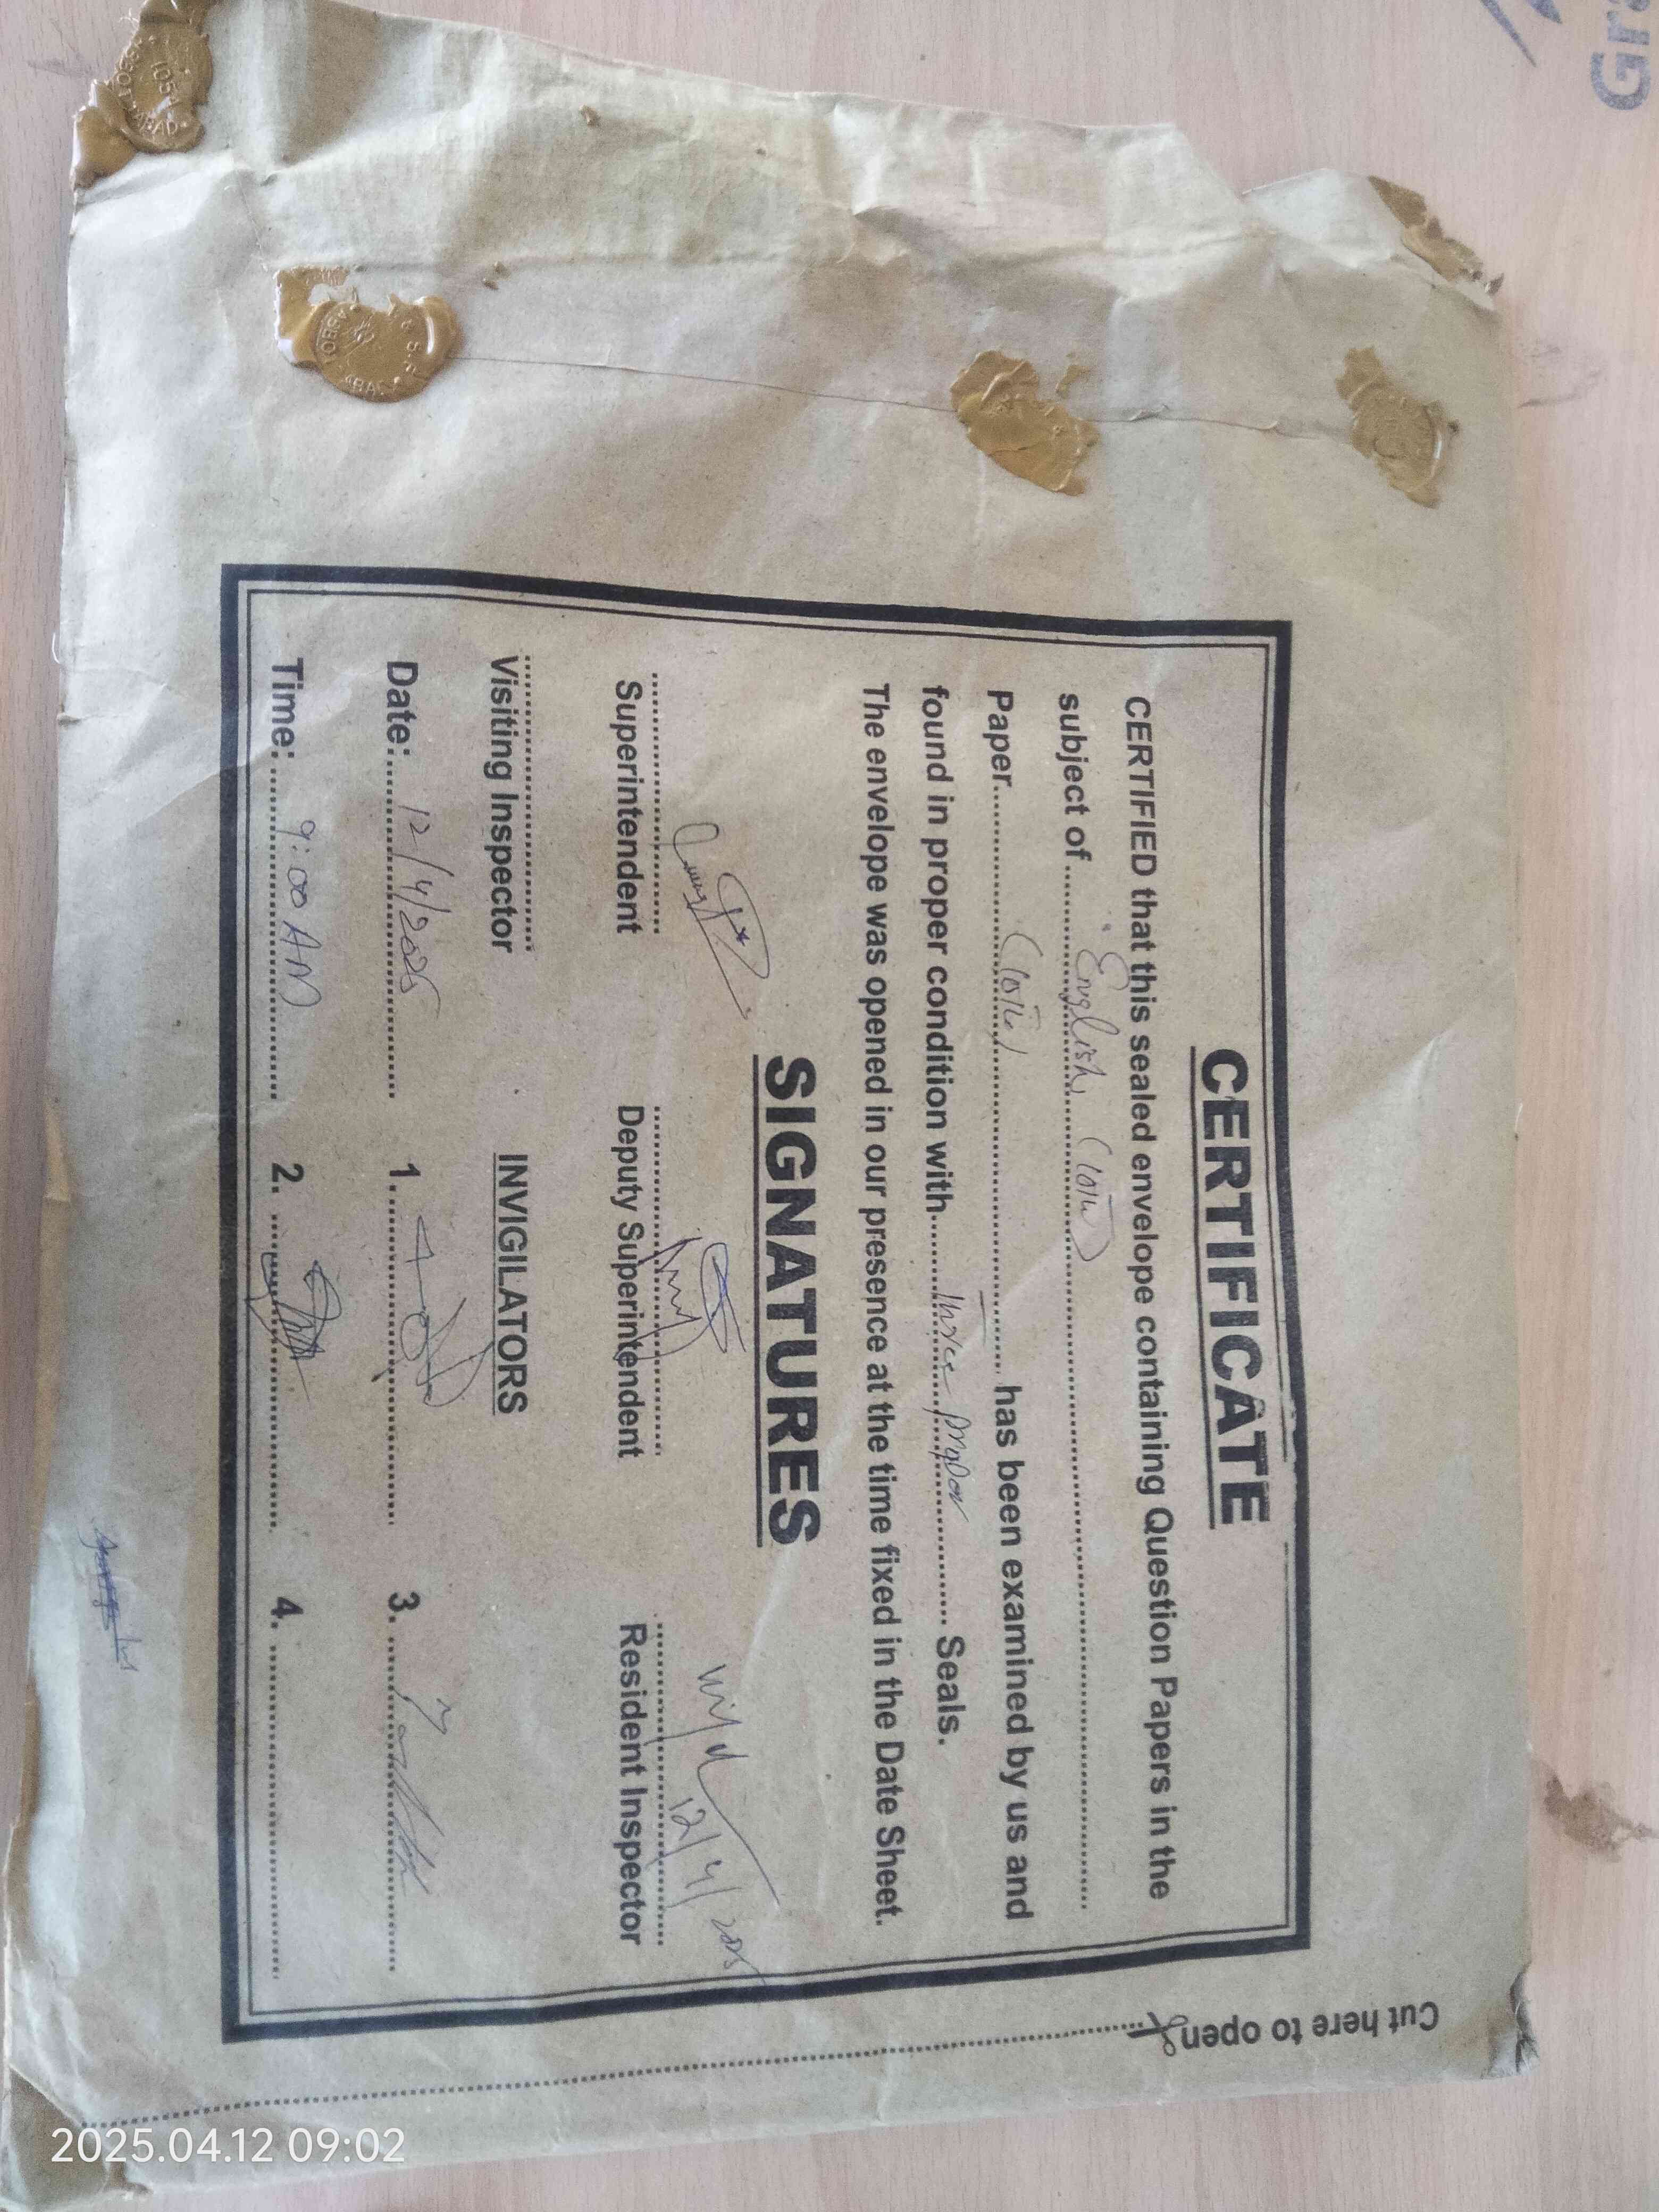 CERTIFICATE
CERTIFIED that this sealed envelope containing Question Papers in the
subject of ........ English (10th) ........
Paper........ (10th) ........ has been examined by us and
found in proper condition with........ ........ Seals.
The envelope was opened in our presence at the time fixed in the Date Sheet.
SIGNATURES
12/4/2025
Superintendent Deputy Superintendent Resident Inspector
Visiting Inspector INVIGILATORS
Date: 12/4/2025 1. 3.
Time: 9:00 AM 2. 4.
Cut here to open
2025.04.12 09:02